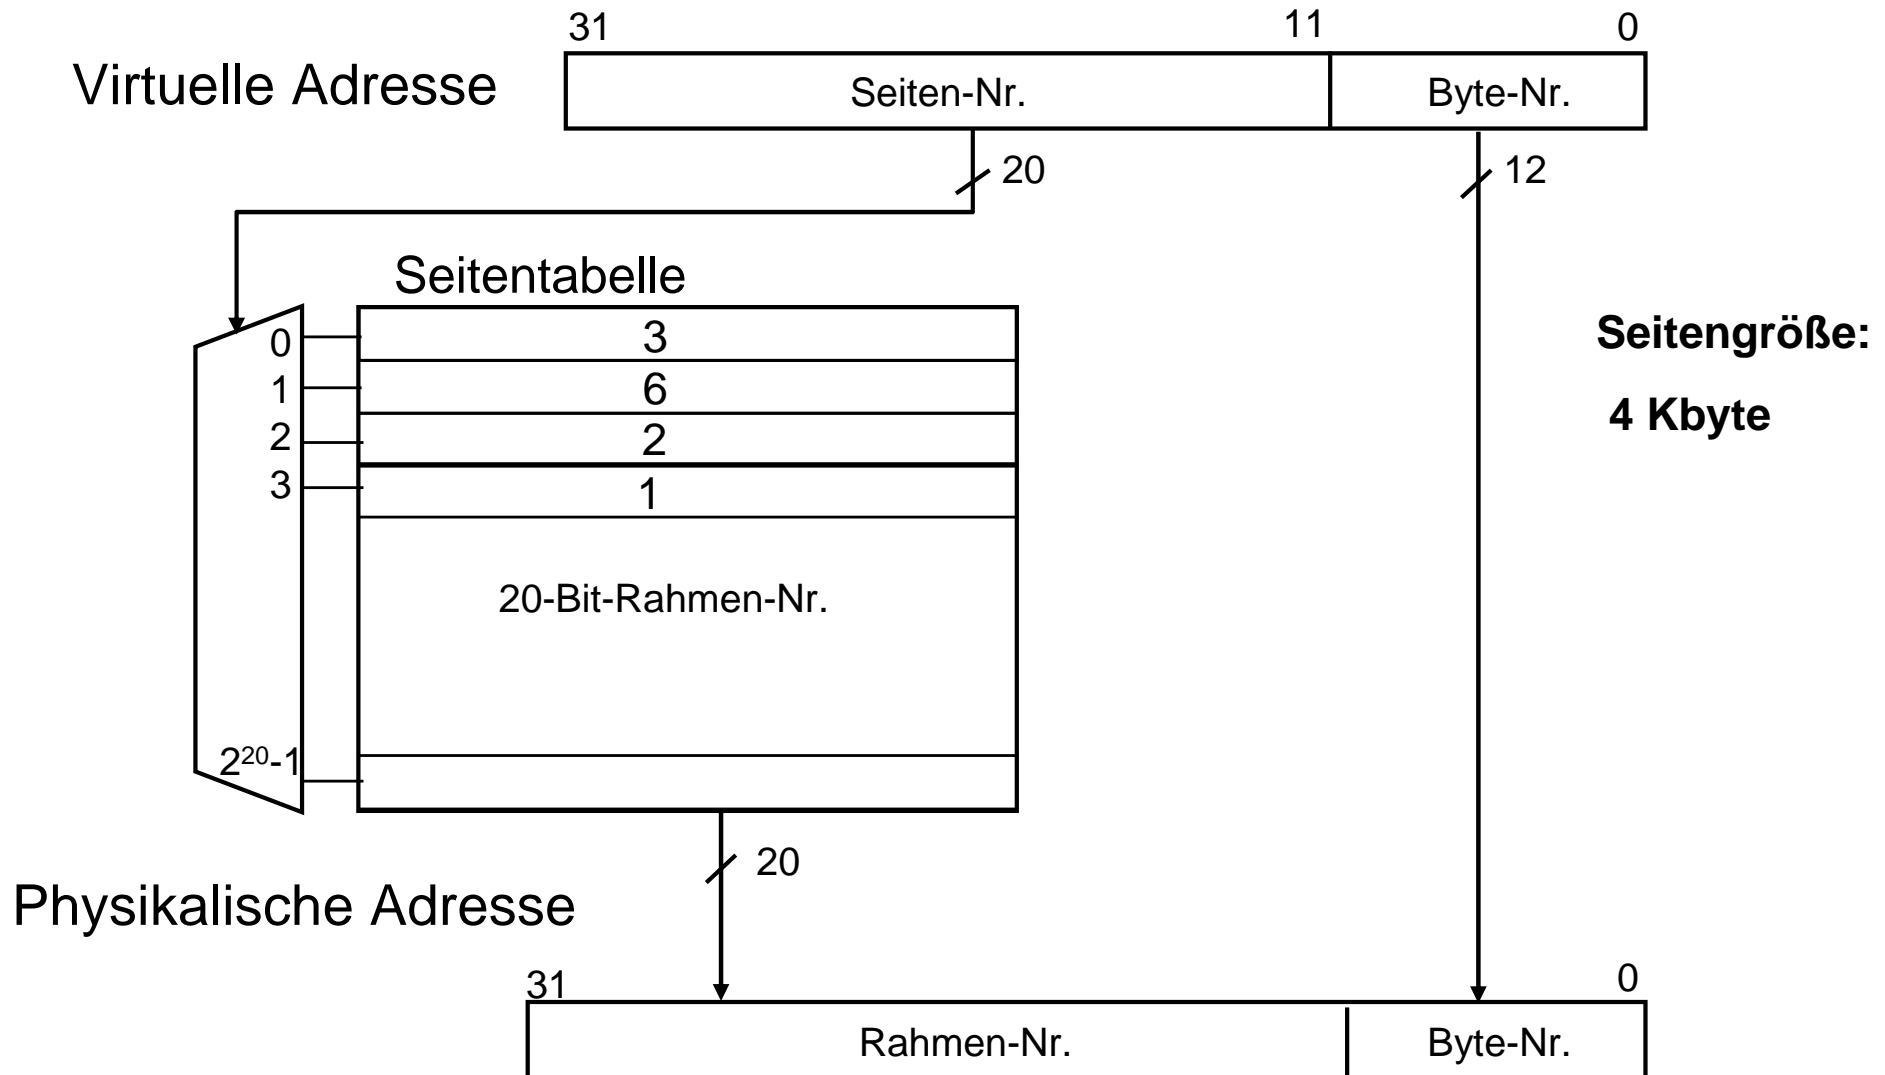 31 11 0
Virtuelle Adresse
Seiten-Nr. Byte-Nr.
20 12
Seitentabelle
0 3
1 6
2 2
3 1
Seitengröße:
4 Kbyte
20-Bit-Rahmen-Nr.
2²⁰-1
20
Physikalische Adresse
31 0
Rahmen-Nr. Byte-Nr.